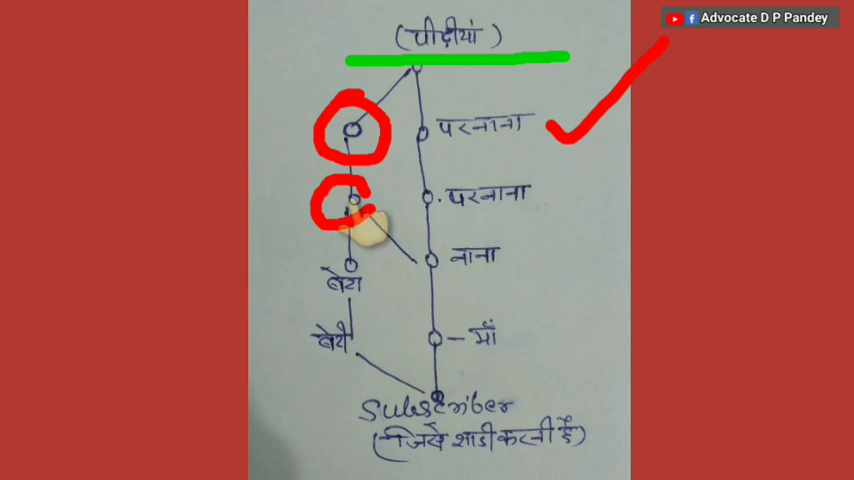 Advocate D P Pandey
(पीढ़ीयां)
परनाना
परनाना
नाना
बेटा
माँ
बेटी
Subscriber
(जिसे शादी करनी है)